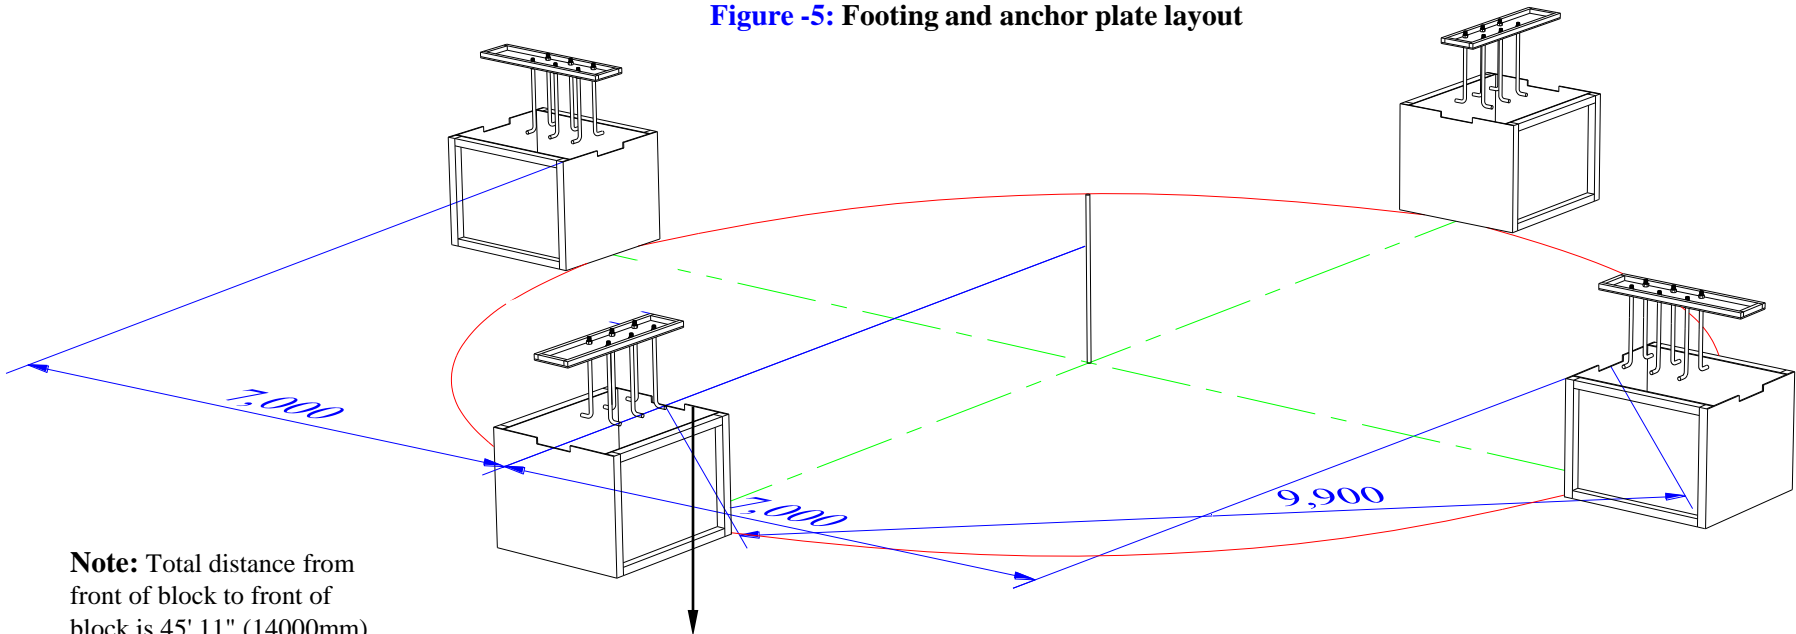 Figure -5: Footing and anchor plate layout
7,000
7,000
9,900
Note: Total distance from
front of block to front of
block is 45' 11" (14000mm)